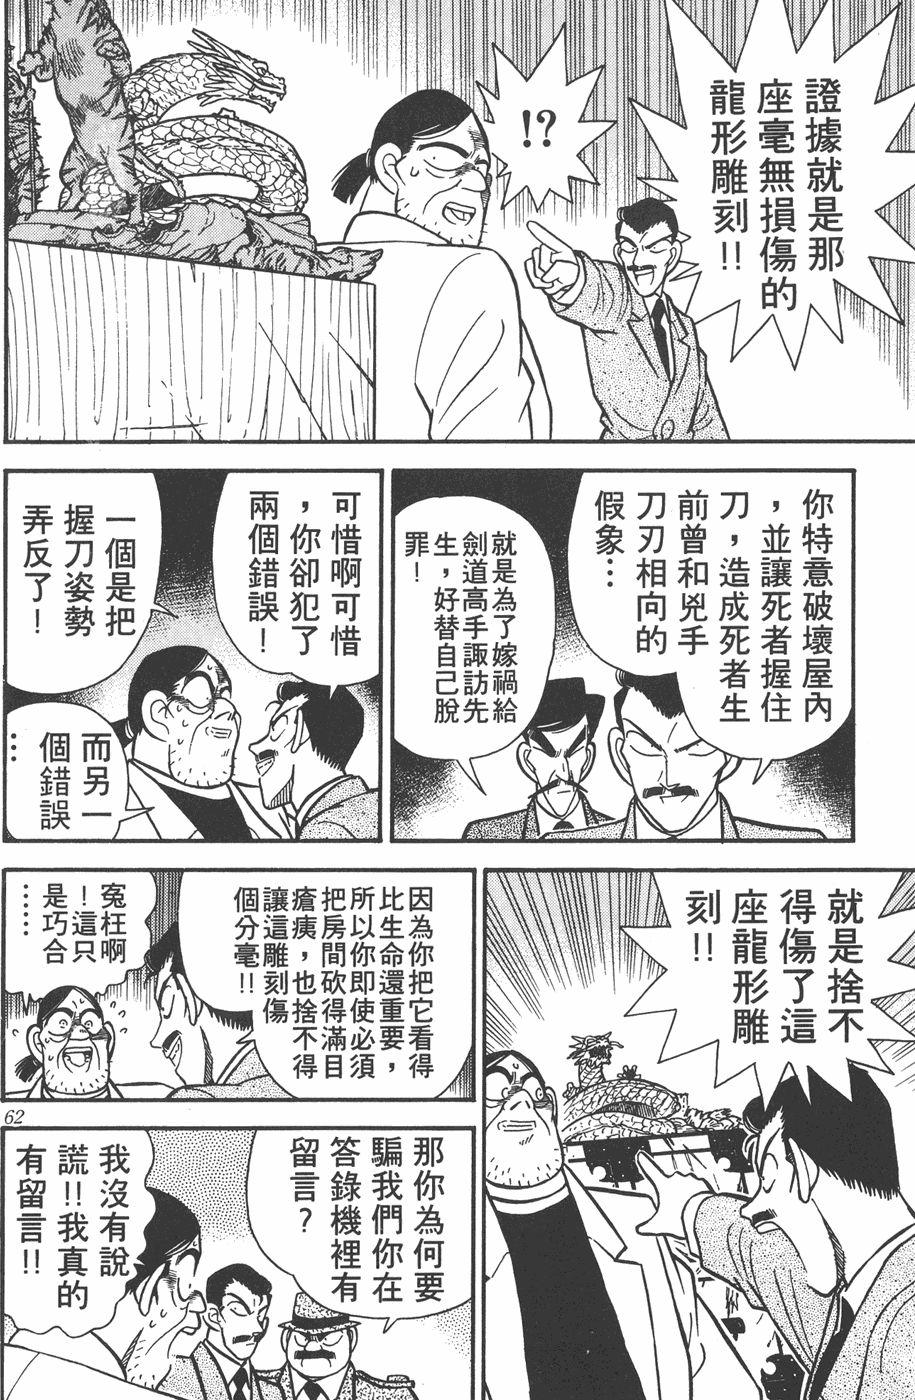 證據就是那
座毫無損傷的
龍形雕刻!!
!?
你特意破壞屋內
，並讓死者握住
刀，造成死者生
前曾和兇手
刀刃相向的
假象…
就是為了嫁禍給
劍道高手諏訪先
生，好替自己脫
罪！
可惜啊可惜
，你卻犯了
兩個錯誤！
一個是把
握刀姿勢
弄反了！
而另一
個錯誤
…
就是捨不
得傷了這
座龍形雕
刻!!
因為你把它看得
比生命還重要，
所以你即使必須
把房間砍得滿目
瘡痍，也捨不得
讓這雕刻傷
個分毫!!
冤枉啊
！這只
是巧合
……
那你為何要
騙我們你在
答錄機裡有
留言？
我沒有說
謊!!我真的
有留言!!
62